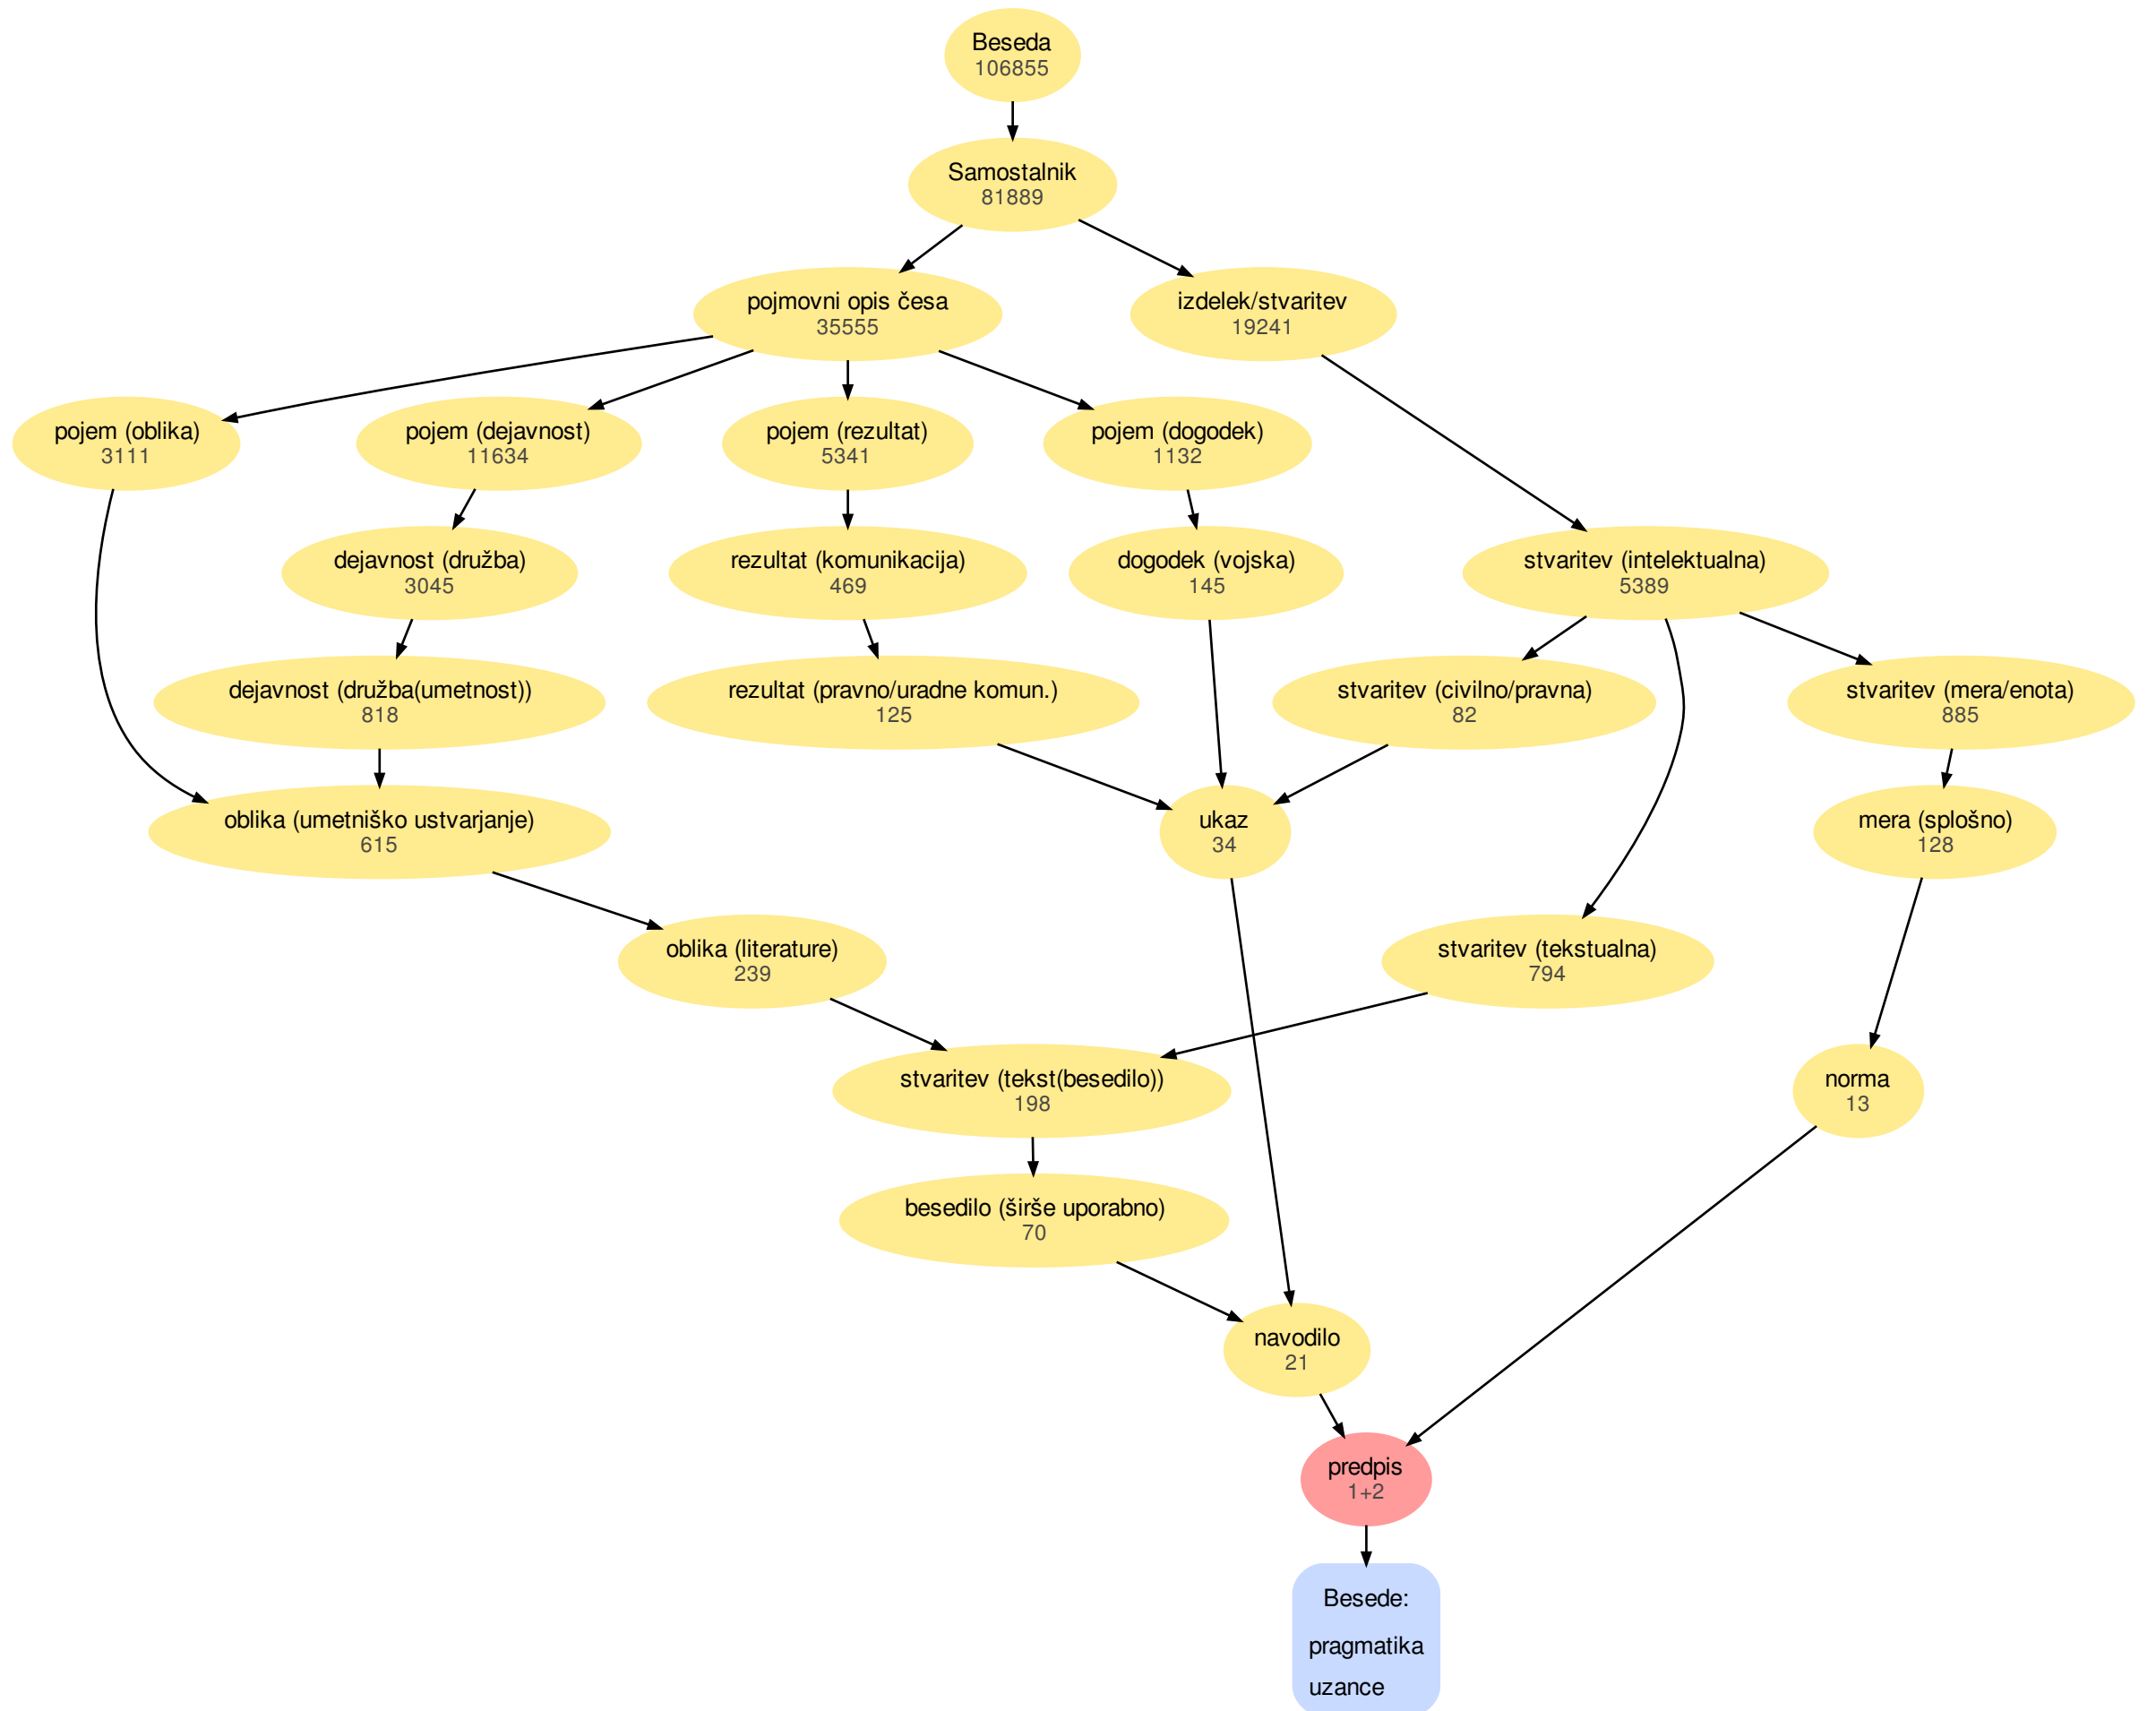 Beseda
106855
Samostalnik
81889
pojmovni opis česa
35555
izdelek/stvaritev
19241
pojem (oblika)
3111
pojem (dejavnost)
11634
pojem (rezultat)
5341
pojem (dogodek)
1132
dejavnost (družba)
3045
rezultat (komunikacija)
469
dogodek (vojska)
145
stvaritev (intelektualna)
5389
dejavnost (družba(umetnost))
818
rezultat (pravno/uradne komun.)
125
stvaritev (civilno/pravna)
82
stvaritev (mera/enota)
885
oblika (umetniško ustvarjanje)
615
ukaz
34
mera (splošno)
128
oblika (literature)
239
stvaritev (tekstualna)
794
stvaritev (tekst(besedilo))
198
norma
13
besedilo (širše uporabno)
70
navodilo
21
predpis
1+2
Besede:
pragmatika
uzance